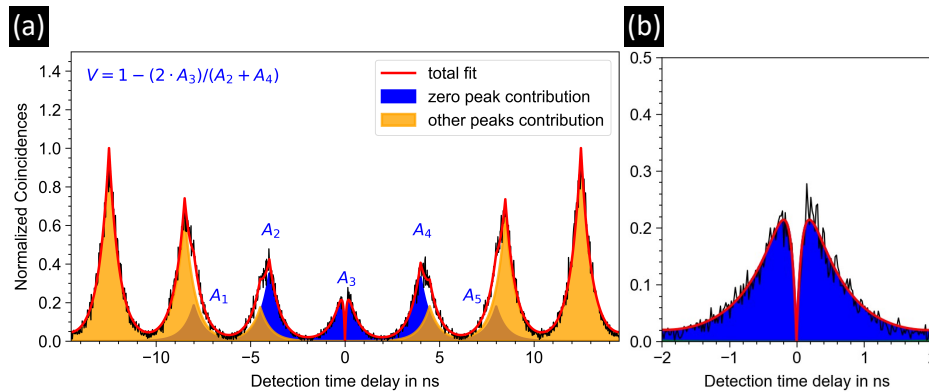 (a)
(b)
V = 1 − (2 · A₃)/(A₂ + A₄)
total fit
zero peak contribution
other peaks contribution
A₁
A₂
A₃
A₄
A₅
Normalized Coincidences
0.0
0.2
0.4
0.6
0.8
1.0
1.2
1.4
−10
−5
0
5
10
Detection time delay in ns
0.0
0.1
0.2
0.3
0.4
0.5
−2
−1
0
1
Detection time delay in ns